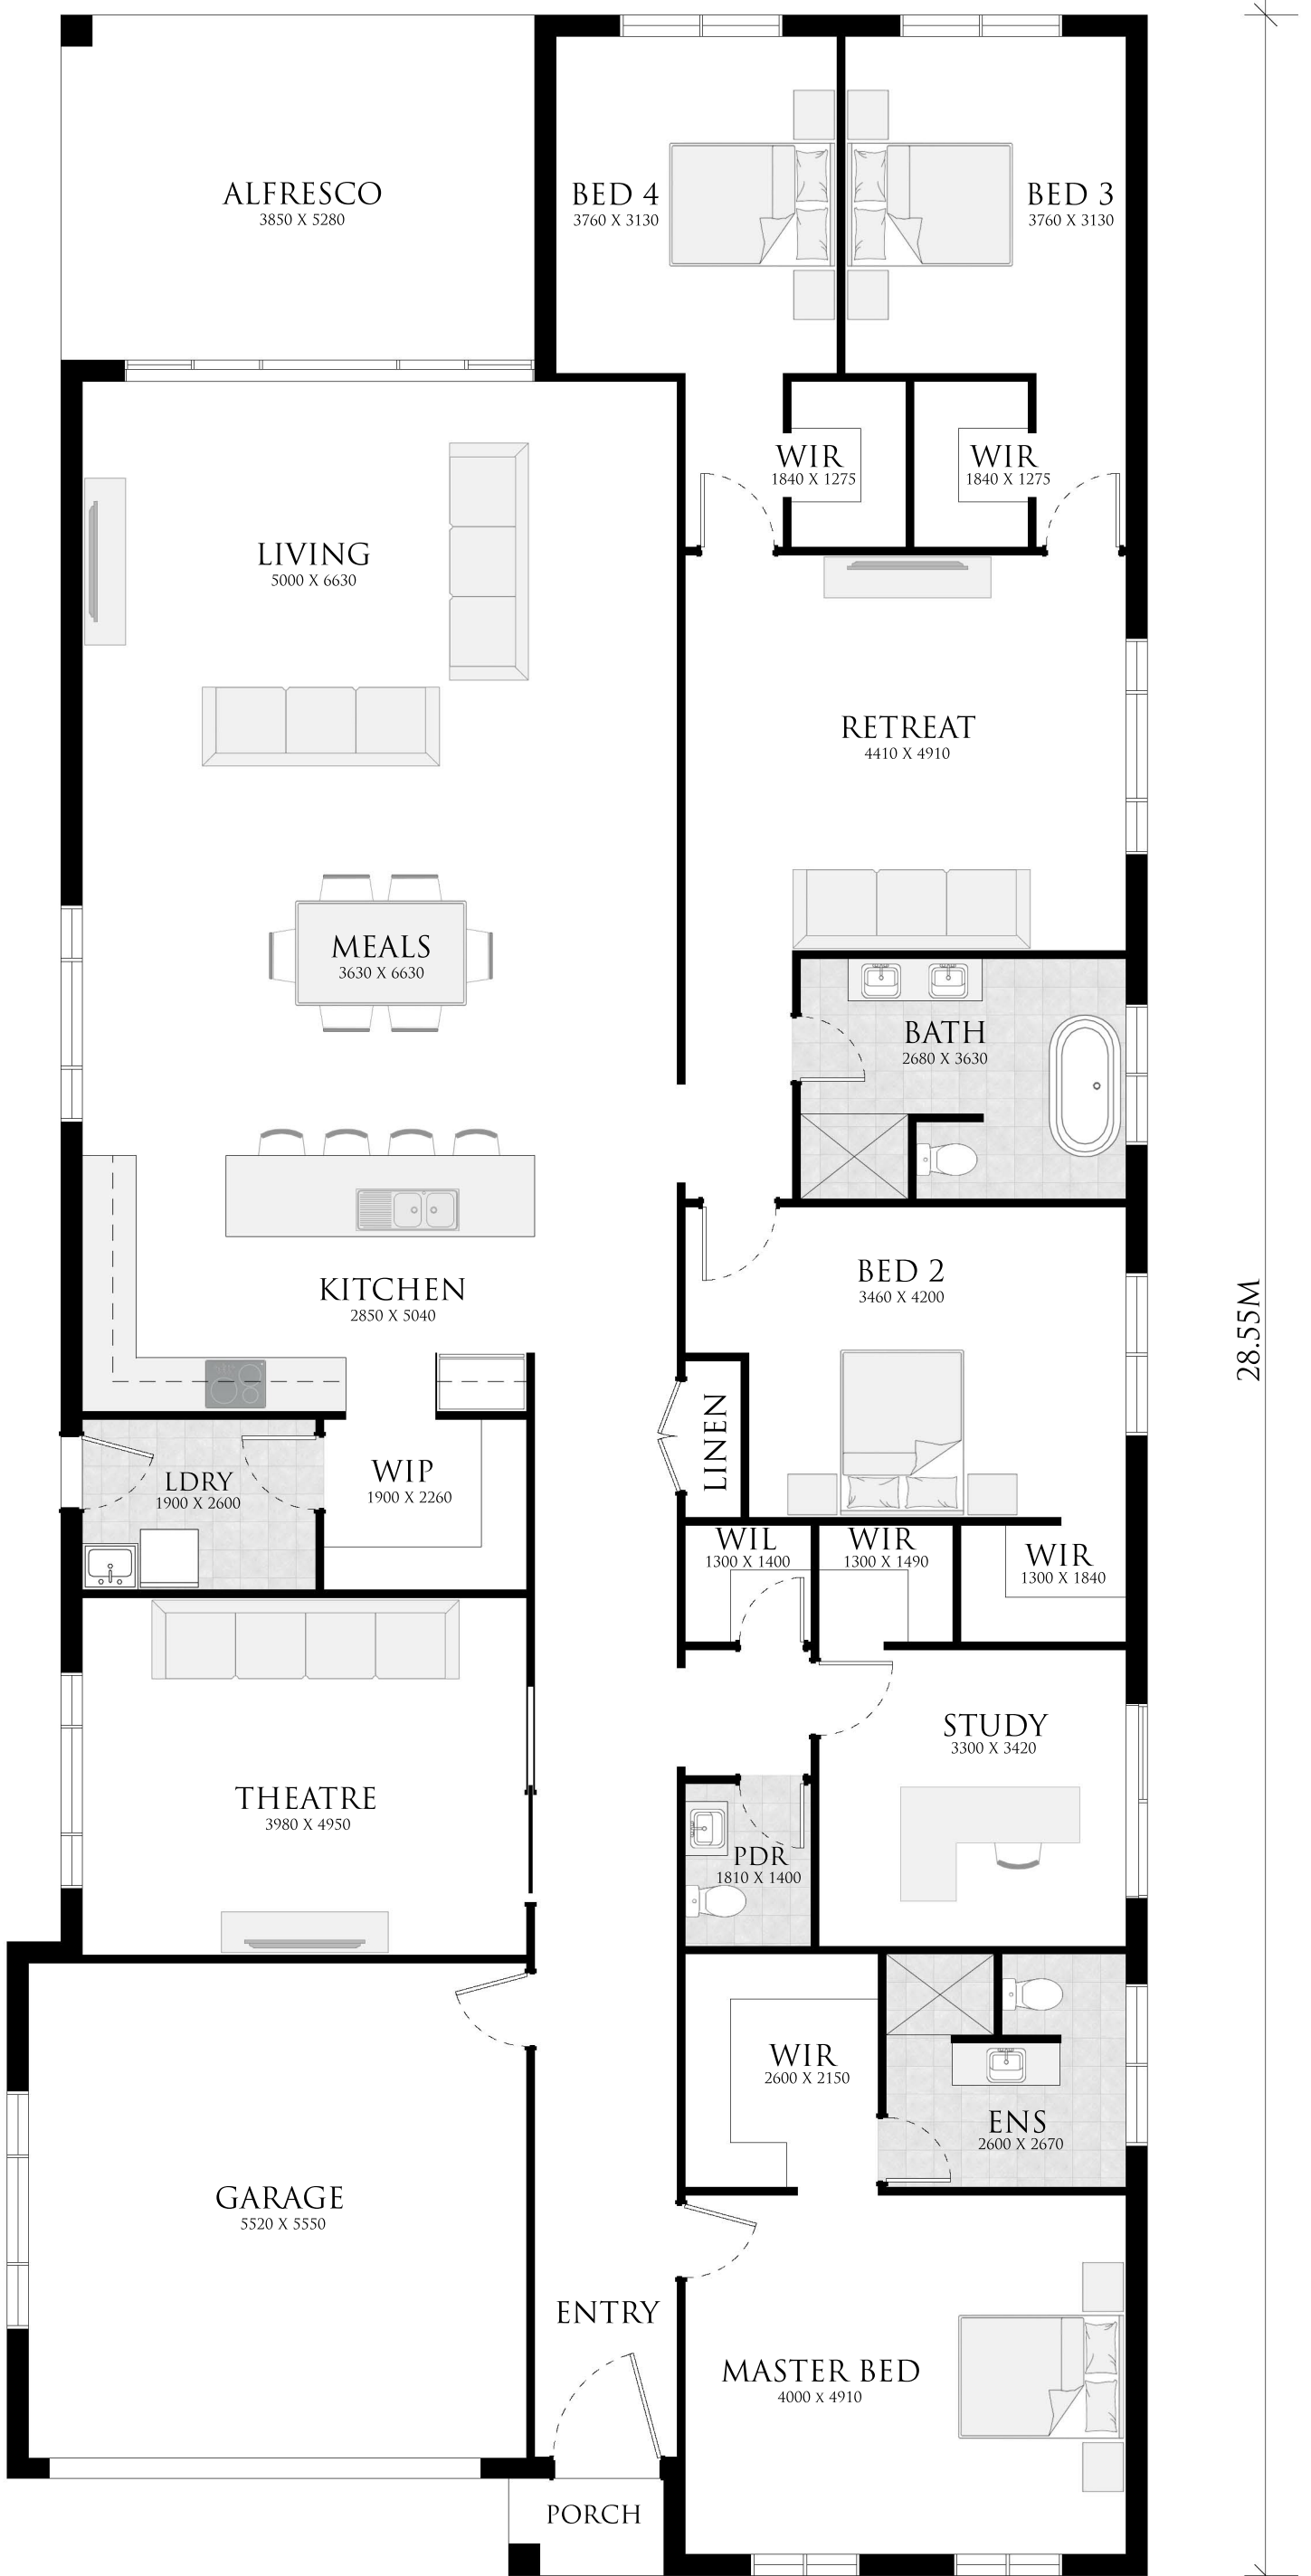 ALFRESCO
3850 X 5280
BED 4
3760 X 3130
BED 3
3760 X 3130
WIR
1840 X 1275
WIR
1840 X 1275
LIVING
5000 X 6630
RETREAT
4410 X 4910
MEALS
3630 X 6630
BATH
2680 X 3630
KITCHEN
2850 X 5040
BED 2
3460 X 4200
28.55M
LINEN
LDRY
1900 X 2600
WIP
1900 X 2260
WIL
1300 X 1400
WIR
1300 X 1490
WIR
1300 X 1840
STUDY
3300 X 3420
THEATRE
3980 X 4950
PDR
1810 X 1400
WIR
2600 X 2150
ENS
2600 X 2670
GARAGE
5520 X 5550
ENTRY
MASTER BED
4000 X 4910
PORCH